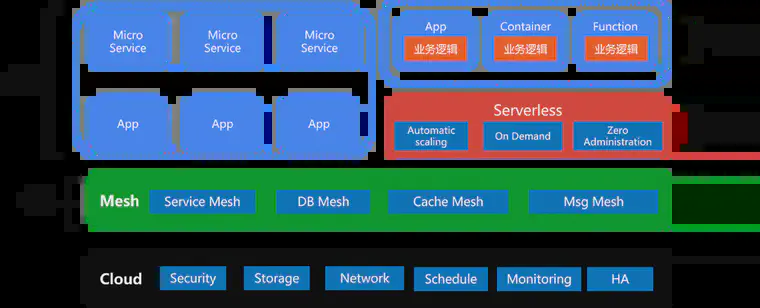 Micro
Service
Micro
Service
Micro
Service
App
Container
Function
业务逻辑
业务逻辑
业务逻辑
App
App
App
Serverless
Automatic
scaling
On Demand
Zero
Administration
Mesh
Service Mesh
DB Mesh
Cache Mesh
Msg Mesh
Cloud
Security
Storage
Network
Schedule
Monitoring
HA